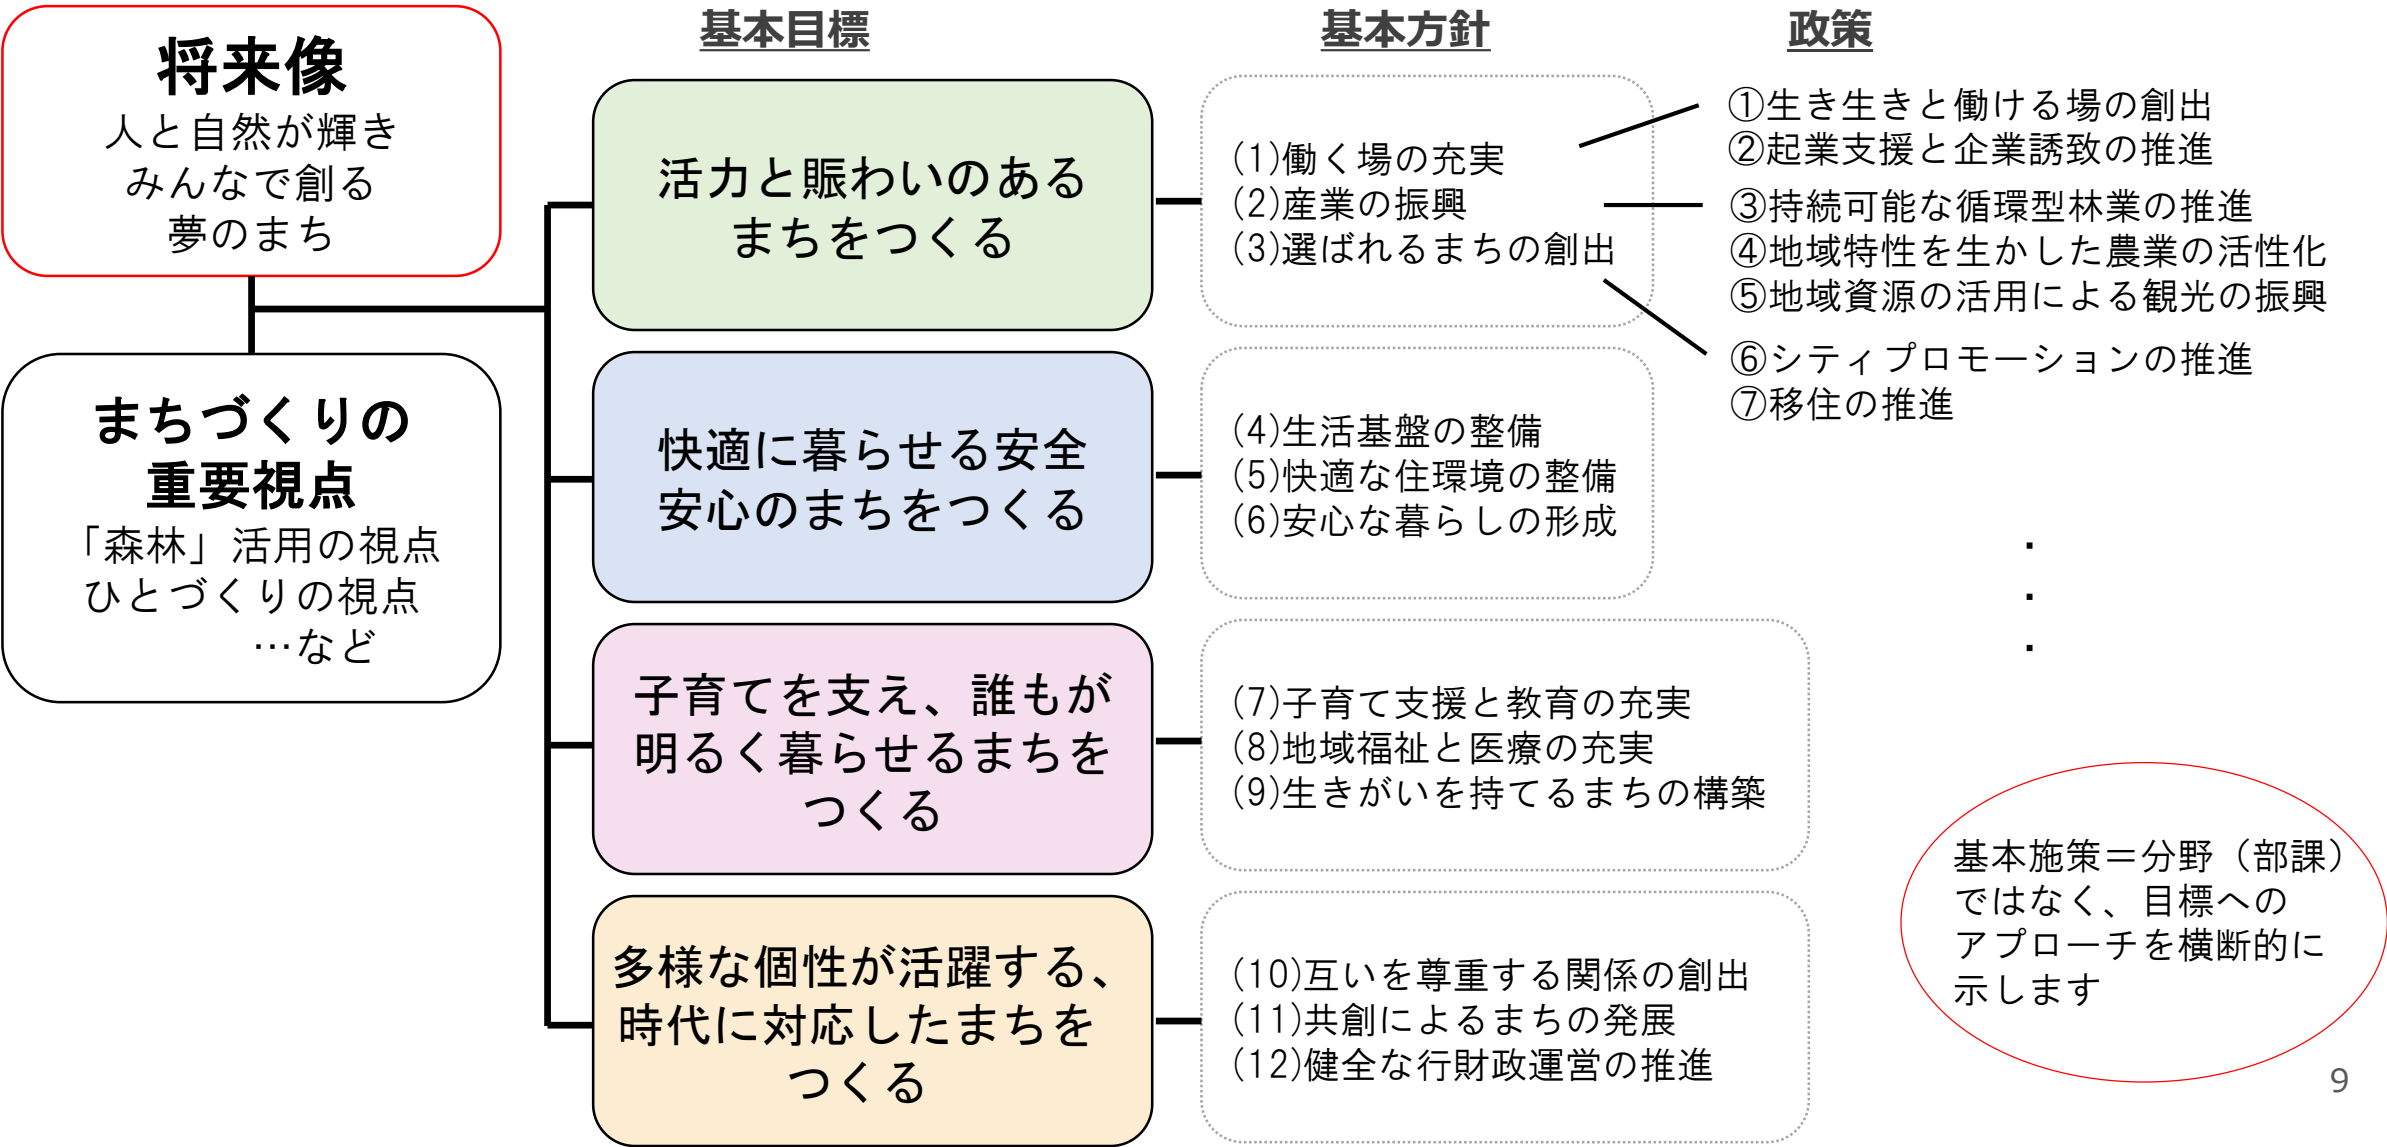 将来像
人と自然が輝き
みんなで創る
夢のまち
まちづくりの
重要視点
「森林」活用の視点
ひとづくりの視点
…など
基本目標
活力と賑わいのある
まちをつくる
快適に暮らせる安全
安心のまちをつくる
子育てを支え、誰もが
明るく暮らせるまちを
つくる
多様な個性が活躍する、
時代に対応したまちを
つくる
基本方針
(1)働く場の充実
(2)産業の振興
(3)選ばれるまちの創出
(4)生活基盤の整備
(5)快適な住環境の整備
(6)安心な暮らしの形成
(7)子育て支援と教育の充実
(8)地域福祉と医療の充実
(9)生きがいを持てるまちの構築
(10)互いを尊重する関係の創出
(11)共創によるまちの発展
(12)健全な行財政運営の推進
政策
①生き生きと働ける場の創出
②起業支援と企業誘致の推進
③持続可能な循環型林業の推進
④地域特性を生かした農業の活性化
⑤地域資源の活用による観光の振興
⑥シティプロモーションの推進
⑦移住の推進
・
・
・
基本施策＝分野（部課）
ではなく、目標への
アプローチを横断的に
示します
9